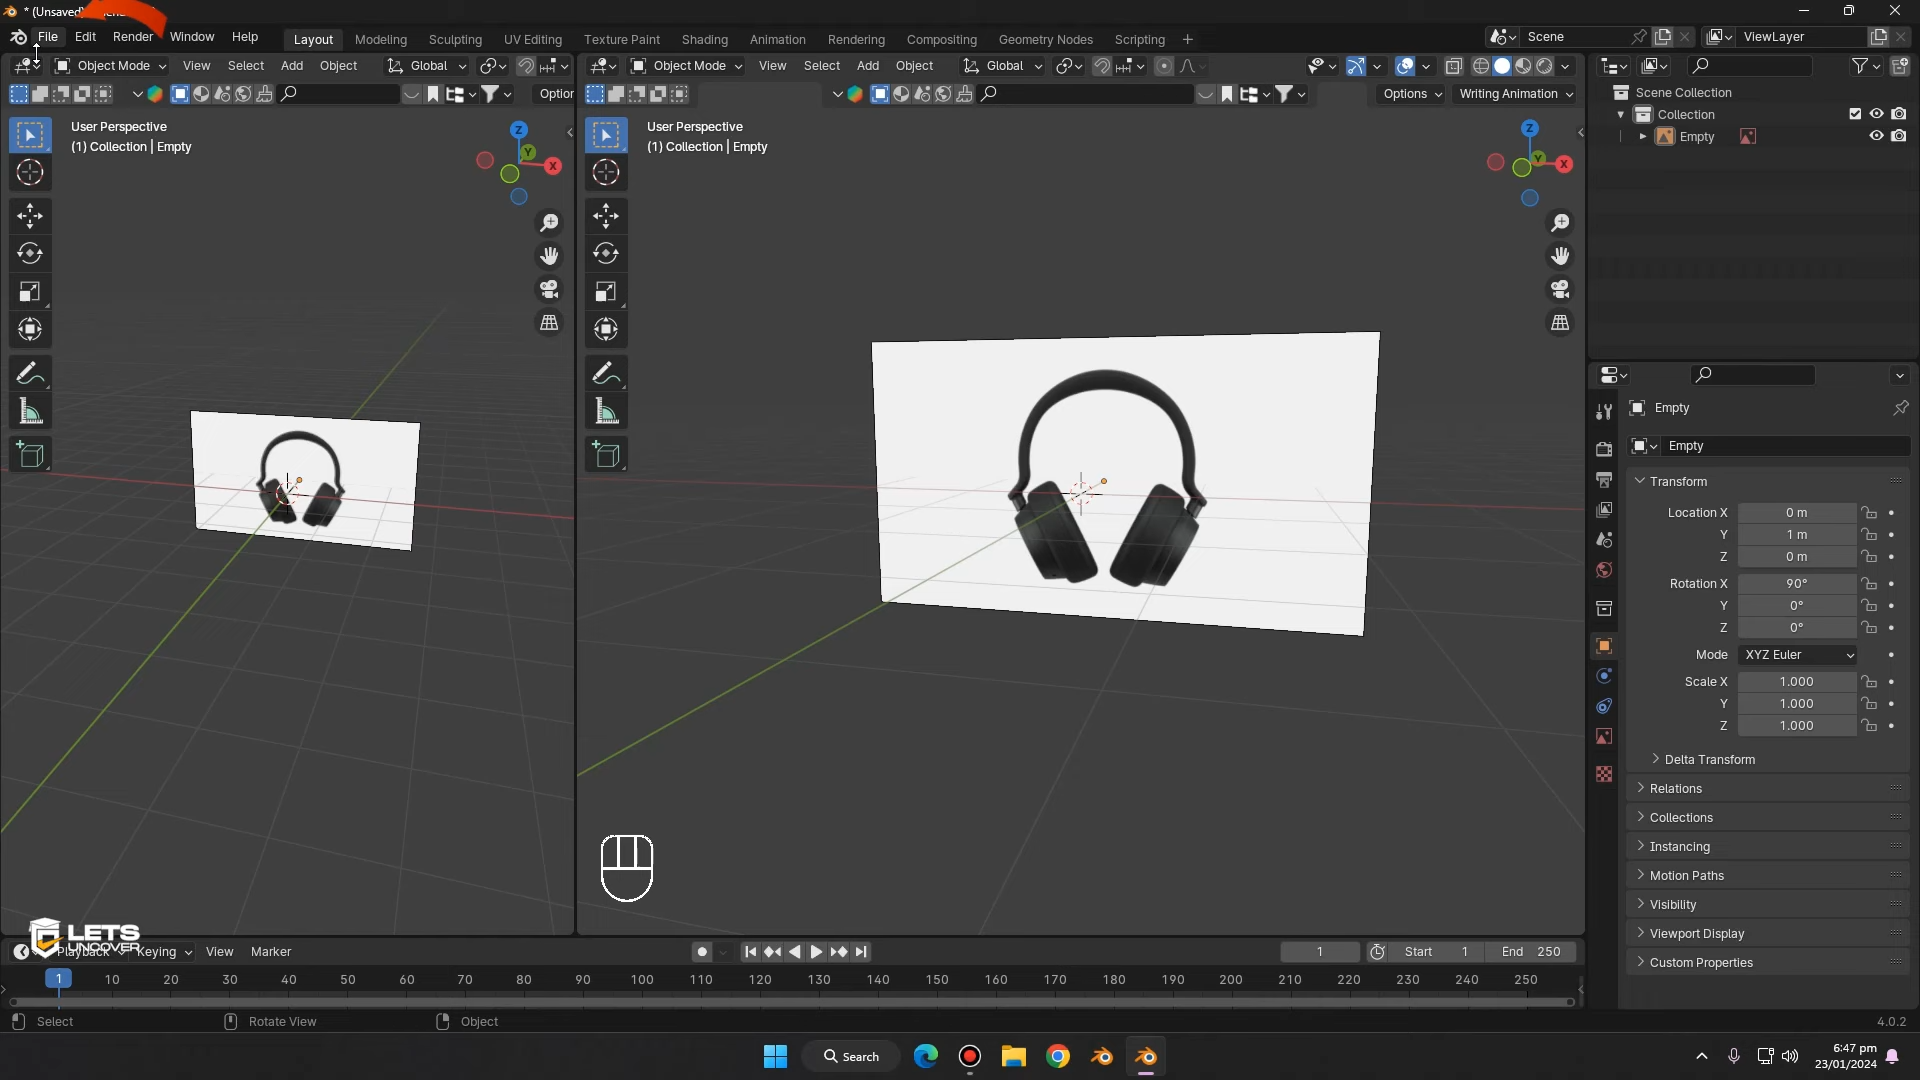 * (Unsaved)
File Edit Render Window Help
Layout Modeling Sculpting UV Editing Texture Paint Shading Animation Rendering Compositing Geometry Nodes Scripting +
Scene
ViewLayer
Object Mode View Select Add Object Global
Object Mode View Select Add Object Global
Option
Options Writing Animation
User Perspective
(1) Collection | Empty
Z
Y
X
User Perspective
(1) Collection | Empty
Z
Y
X
Scene Collection
Collection
Empty
Empty
Empty
Transform
Location X 0 m
Y 1 m
Z 0 m
Rotation X 90°
Y 0°
Z 0°
Mode XYZ Euler
Scale X 1.000
Y 1.000
Z 1.000
Delta Transform
Relations
Collections
Instancing
Motion Paths
Visibility
Viewport Display
Custom Properties
LETS
UNCOVER
Playback Keying View Marker
1 Start 1 End 250
1 10 20 30 40 50 60 70 80 90 100 110 120 130 140 150 160 170 180 190 200 210 220 230 240 250
Select Rotate View Object
4.0.2
Search
6:47 pm
23/01/2024